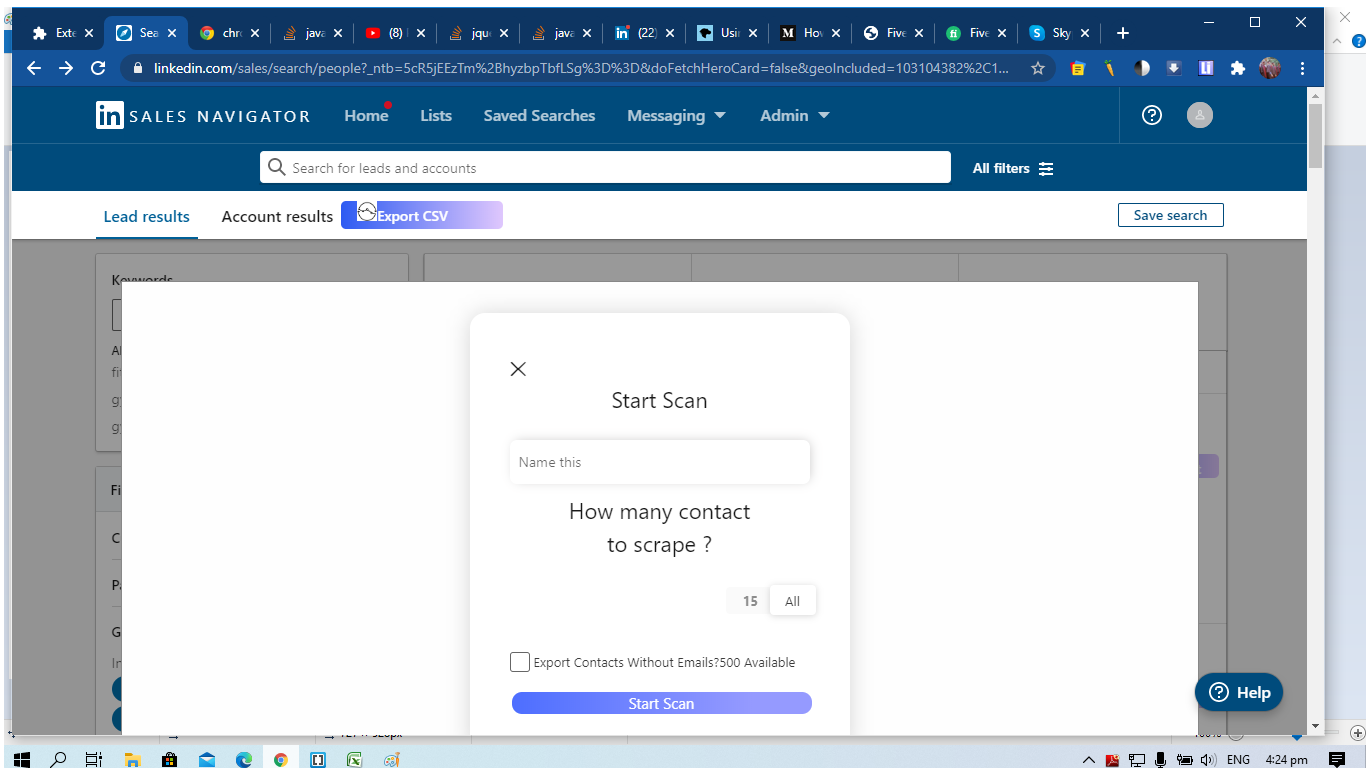 Exte
Sea
chro
java
(8)
jque
java
(22)
Usin
How
Five
Five
Sky
linkedin.com/sales/search/people?_ntb=5cR5jEEzTm%2BhyzbpTbfLSg%3D%3D&doFetchHeroCard=false&geoIncluded=103104382%2C1...
in SALES NAVIGATOR
Home
Lists
Saved Searches
Messaging
Admin
Search for leads and accounts
All filters
Lead results
Account results
Export CSV
Save search
Keywords
Start Scan
Name this
How many contact
to scrape ?
15
All
Export Contacts Without Emails?500 Available
Start Scan
Help
ENG
4:24 pm